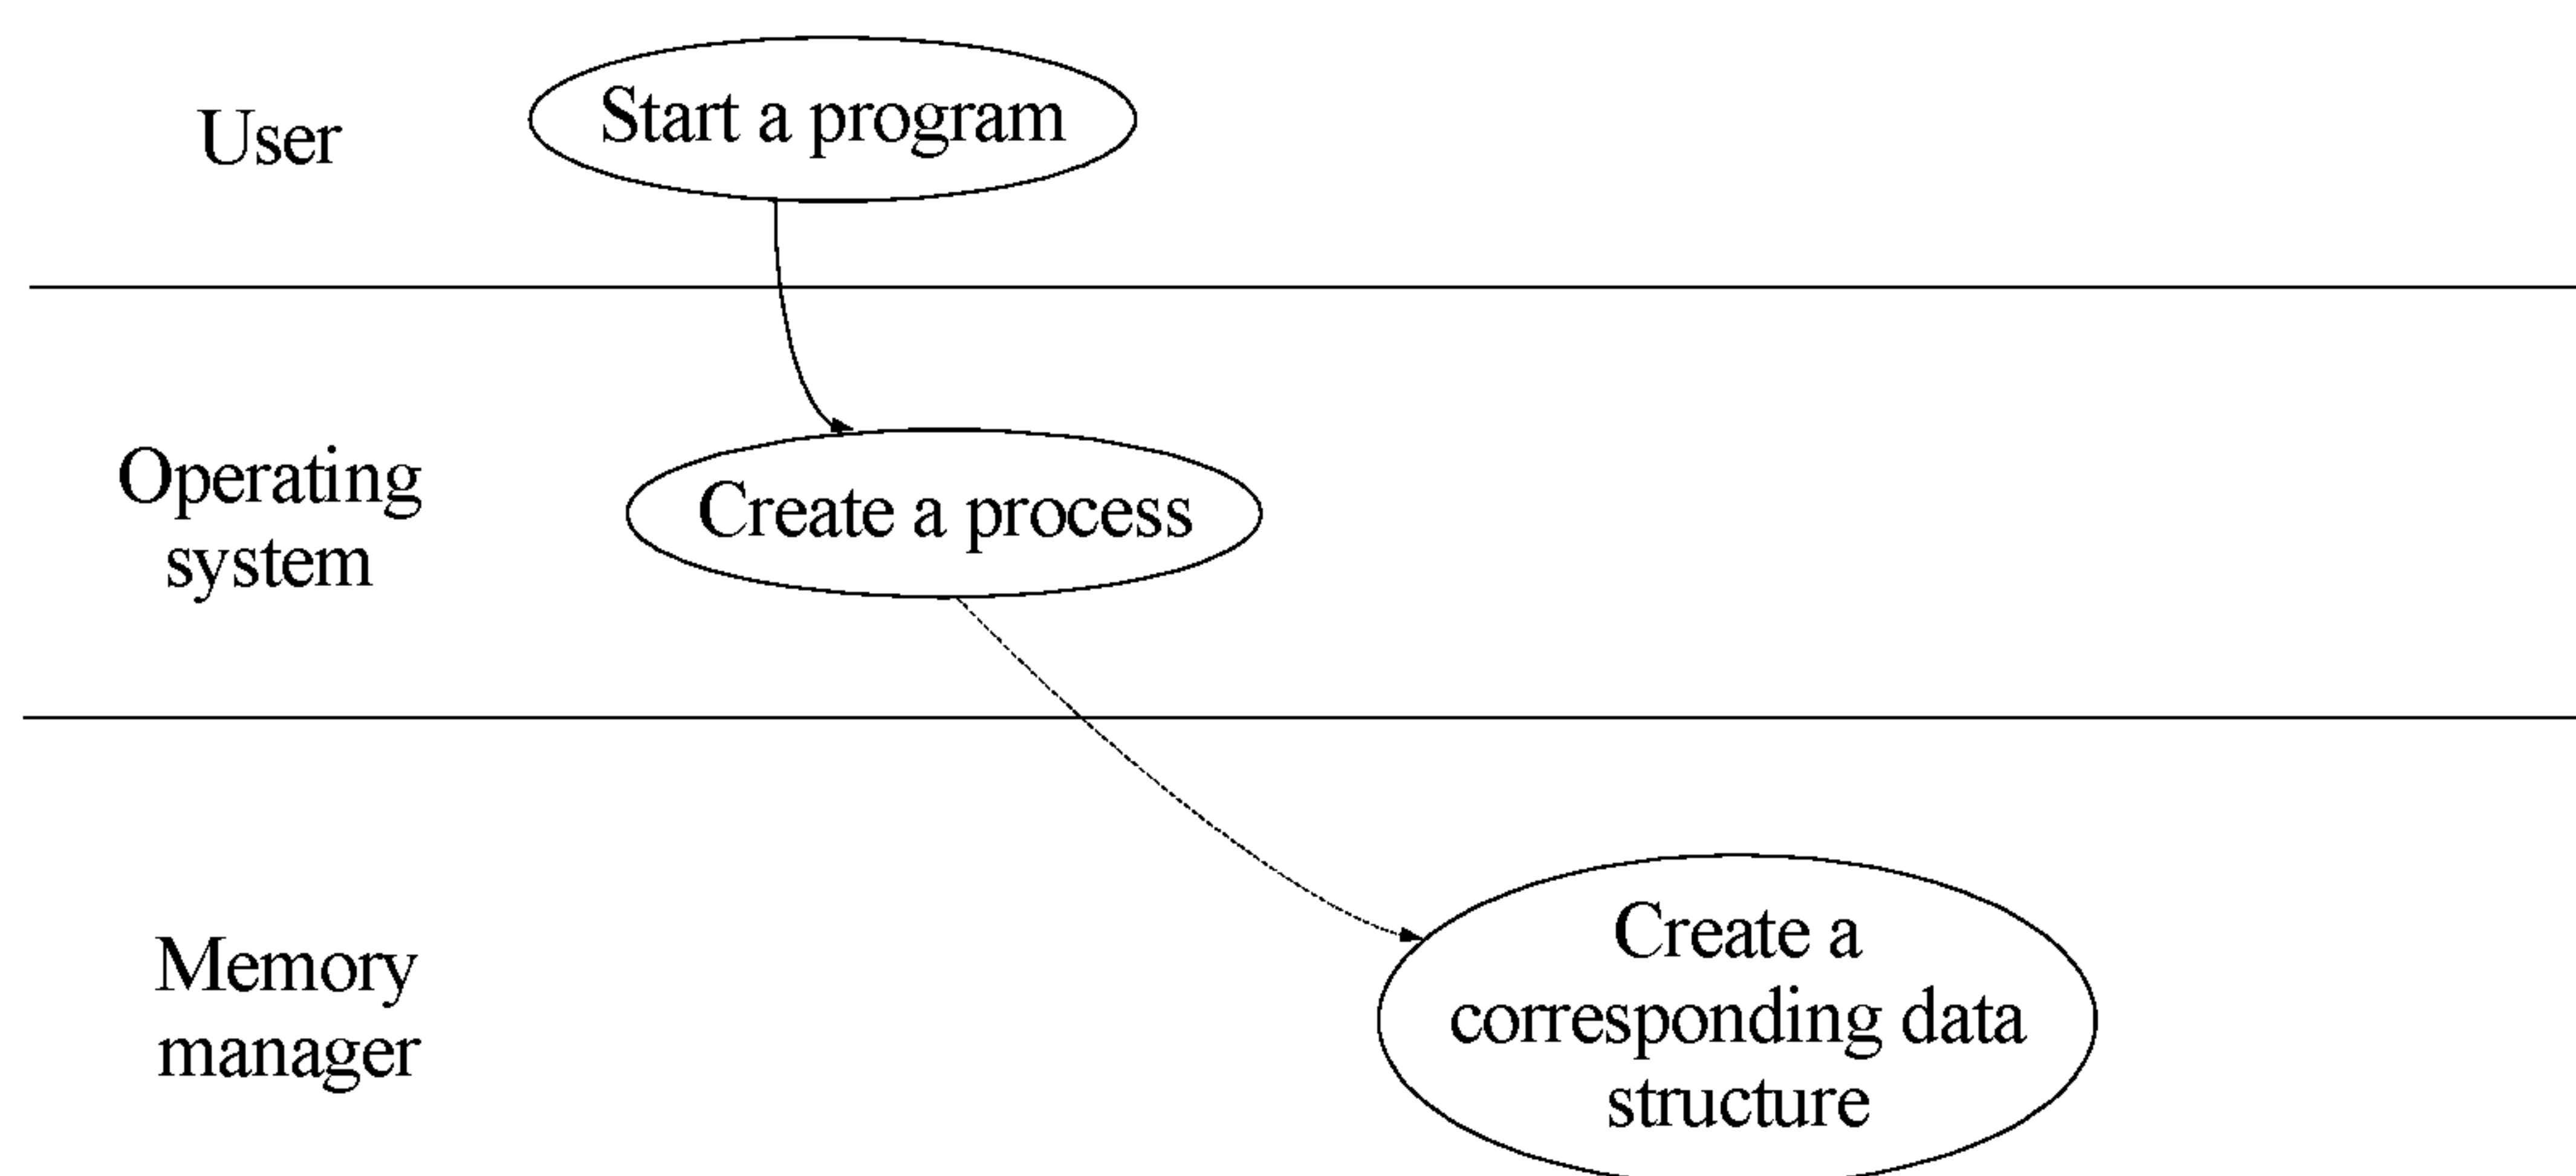 User
Start a program
Operating
system
Create a process
Memory
manager
Create a
corresponding data
structure